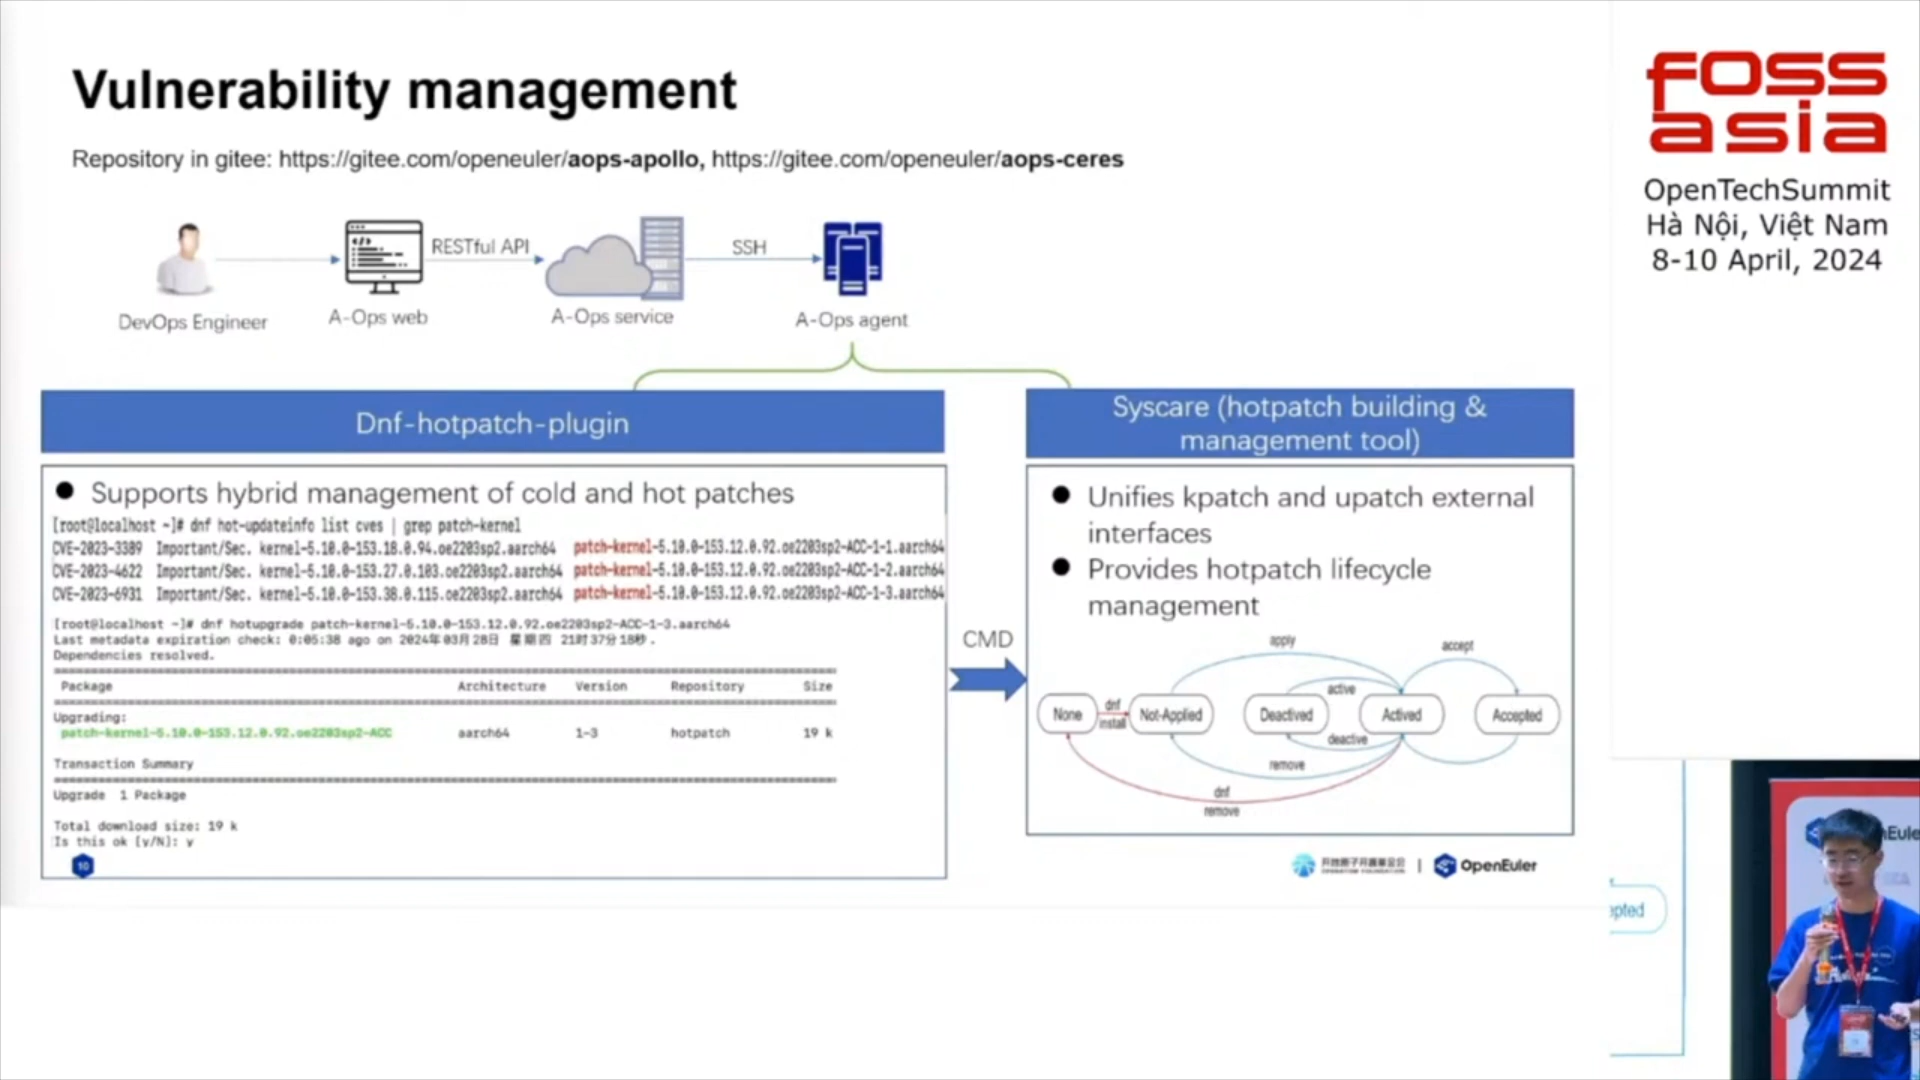 Vulnerability management
Repository in gitee: https://gitee.com/openeuler/aops-apollo, https://gitee.com/openeuler/aops-ceres
RESTful API
SSH
DevOps Engineer
A-Ops web
A-Ops service
A-Ops agent
Dnf-hotpatch-plugin
● Supports hybrid management of cold and hot patches
[root@localhost ~]# dnf hot-updateinfo list cves | grep patch-kernel
CVE-2023-3389 Important/Sec. kernel-5.10.0-153.18.0.94.oe2203sp2.aarch64 patch-kernel-5.10.0-153.12.0.92.oe2203sp2-ACC-1-1.aarch64
CVE-2023-4622 Important/Sec. kernel-5.10.0-153.27.0.103.oe2203sp2.aarch64 patch-kernel-5.10.0-153.12.0.92.oe2203sp2-ACC-1-2.aarch64
CVE-2023-6931 Important/Sec. kernel-5.10.0-153.38.0.115.oe2203sp2.aarch64 patch-kernel-5.10.0-153.12.0.92.oe2203sp2-ACC-1-3.aarch64
[root@localhost ~]# dnf hotupgrade patch-kernel-5.10.0-153.12.0.92.oe2203sp2-ACC-1-3.aarch64
Last metadata expiration check: 0:05:38 ago on 2024年03月28日 星期四 21时37分18秒.
Dependencies resolved.
Package Architecture Version Repository Size
Upgrading:
patch-kernel-5.10.0-153.12.0.92.oe2203sp2-ACC aarch64 1-3 hotpatch 19 k
Transaction Summary
Upgrade 1 Package
Total download size: 19 k
Is this ok [y/N]: y
10
CMD
Syscare (hotpatch building &
management tool)
● Unifies kpatch and upatch external
interfaces
● Provides hotpatch lifecycle
management
apply
accept
active
None
dnf
install
Not-Applied
Deactived
Actived
Accepted
deactive
remove
dnf
remove
| OpenEuler
foss
asia
OpenTechSummit
Hà Nội, Việt Nam
8-10 April, 2024
epted